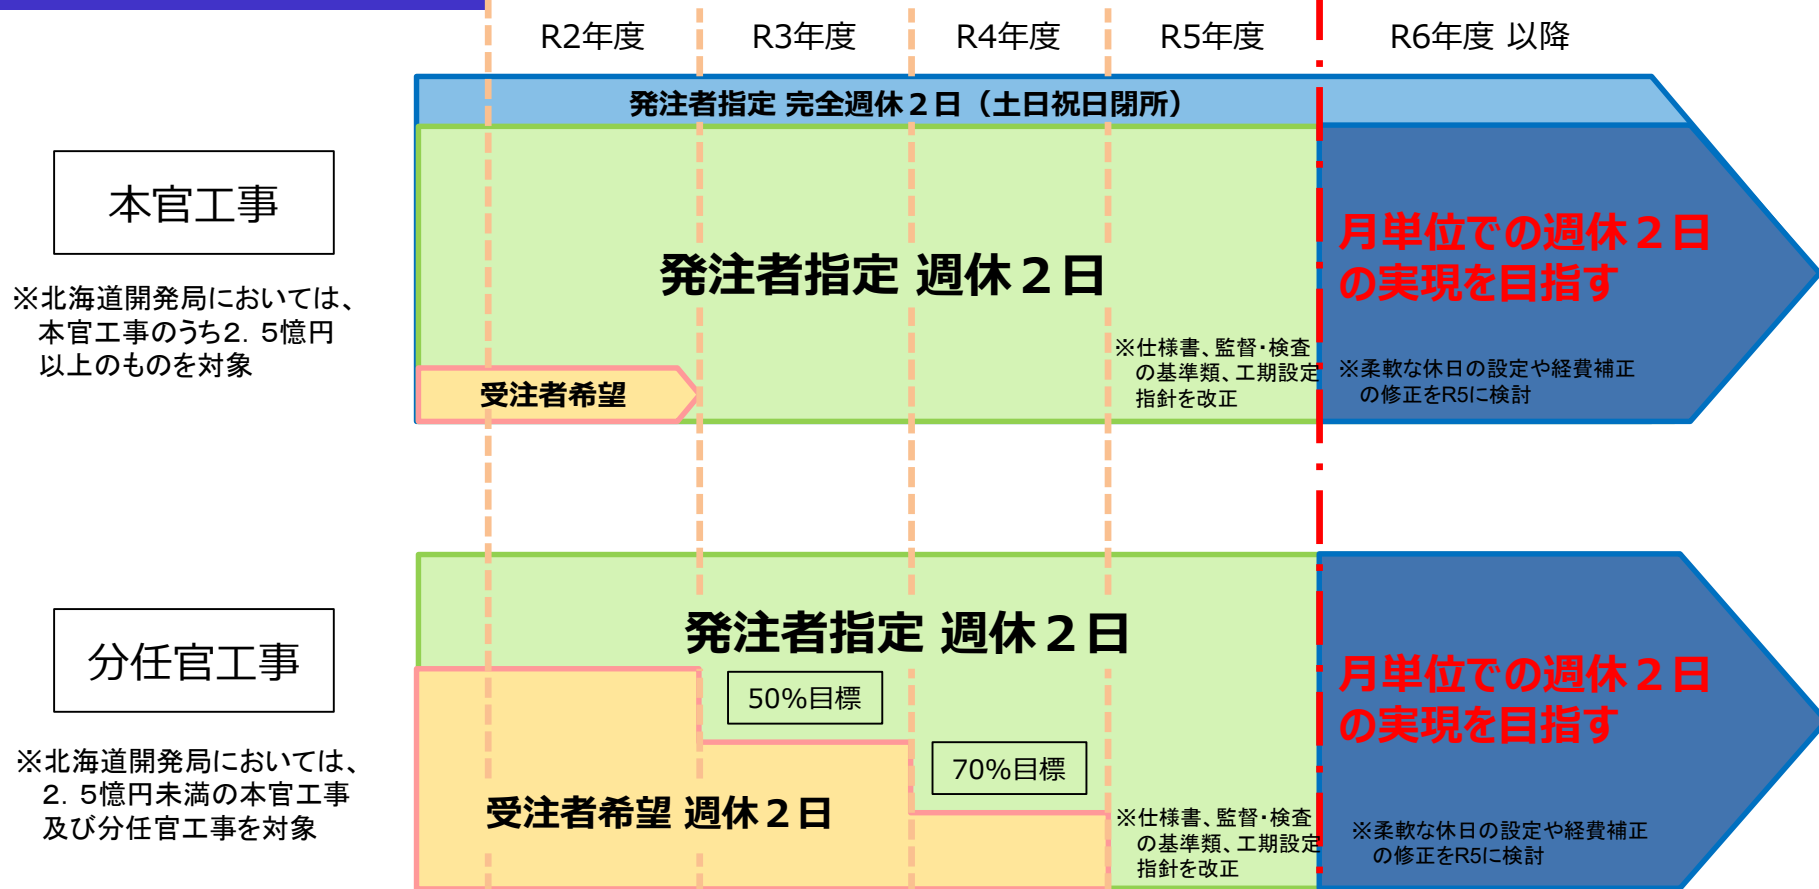 R2年度
R3年度
R4年度
R5年度
R6年度 以降
発注者指定 完全週休２日（土日祝日閉所）
本官工事
※北海道開発局においては、
本官工事のうち２．５億円
以上のものを対象
発注者指定 週休２日
受注者希望
※仕様書、監督・検査
の基準類、工期設定
指針を改正
月単位での週休２日
の実現を目指す
※柔軟な休日の設定や経費補正
の修正をR5に検討
分任官工事
※北海道開発局においては、
２．５億円未満の本官工事
及び分任官工事を対象
発注者指定 週休２日
50%目標
70%目標
受注者希望 週休２日
※仕様書、監督・検査
の基準類、工期設定
指針を改正
月単位での週休２日
の実現を目指す
※柔軟な休日の設定や経費補正
の修正をR5に検討